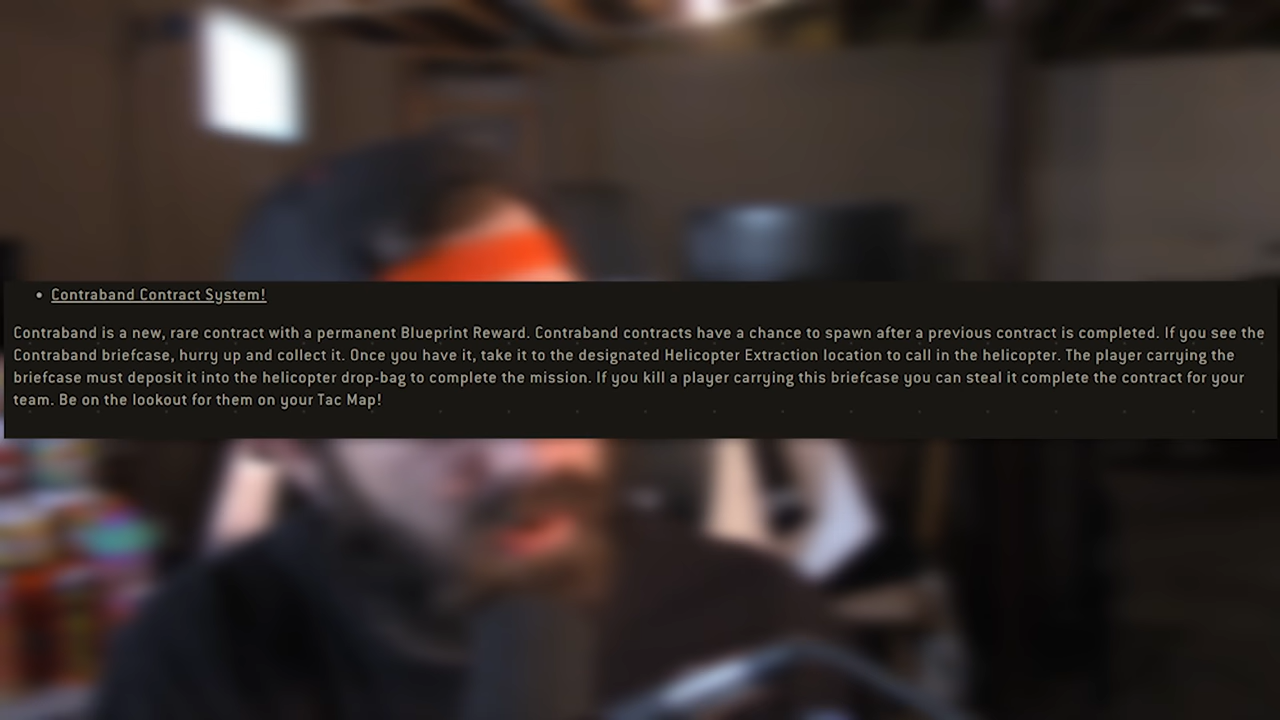 • Contraband Contract System!
Contraband is a new, rare contract with a permanent Blueprint Reward. Contraband contracts have a chance to spawn after a previous contract is completed. If you see the
Contraband briefcase, hurry up and collect it. Once you have it, take it to the designated Helicopter Extraction location to call in the helicopter. The player carrying the
briefcase must deposit it into the helicopter drop-bag to complete the mission. If you kill a player carrying this briefcase you can steal it complete the contract for your
team. Be on the lookout for them on your Tac Map!